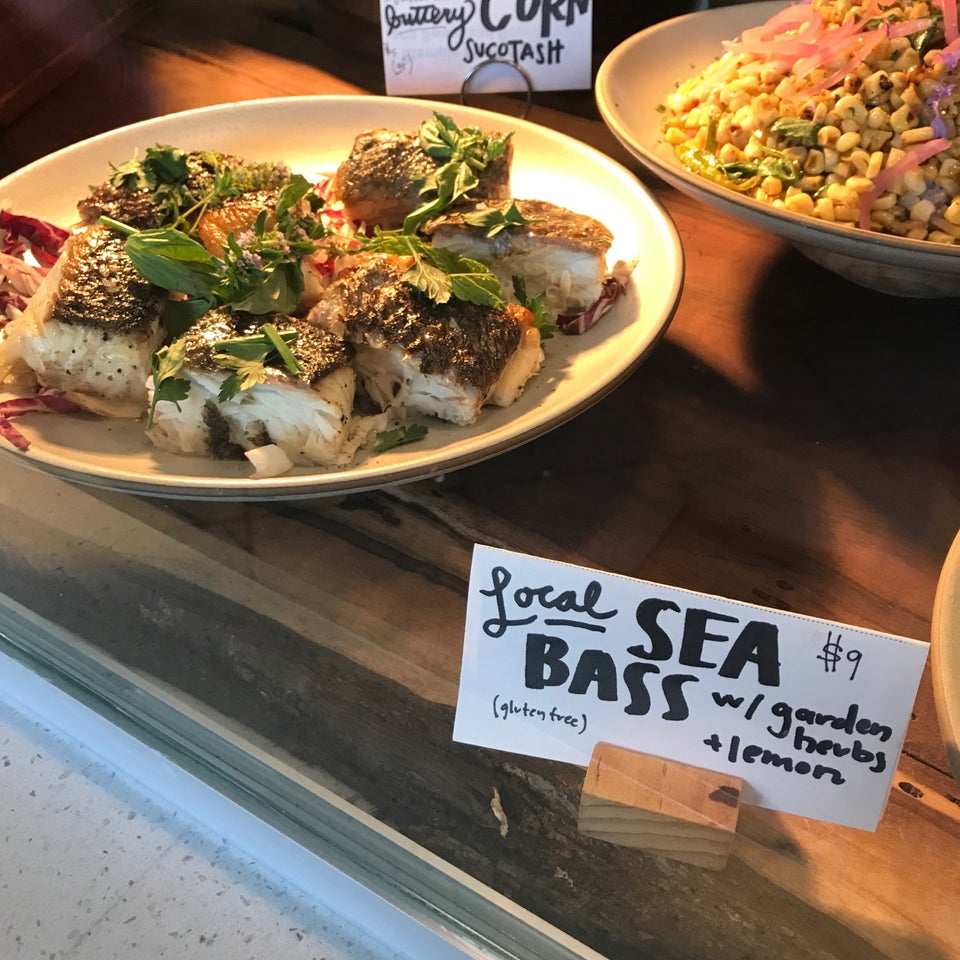 buttery CORN
SUCOTASH
Local SEA $9
BASS w/ garden
(gluten free) herbs
+ lemon